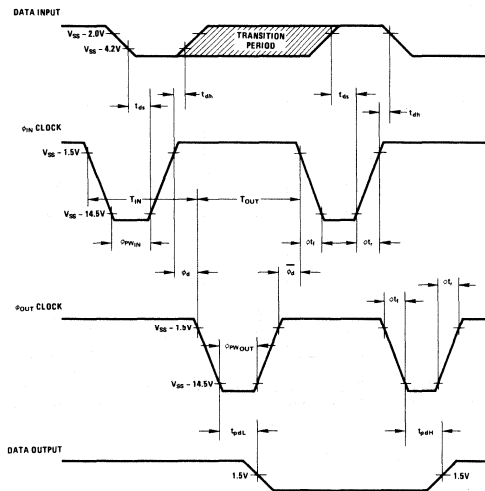 DATA INPUT
VSS – 2.0V
VSS – 4.2V
TRANSITION
PERIOD
tds
tdh
tds
tdh
ϕIN CLOCK
VSS – 1.5V
TIN
TOUT
VSS – 14.5V
ϕPWIN
ϕtf
ϕtr
ϕd
ϕ̅d
ϕtf
ϕtr
ϕOUT CLOCK
VSS – 1.5V
ϕPWOUT
VSS – 14.5V
tpdL
tpdH
DATA OUTPUT
1.5V
1.5V